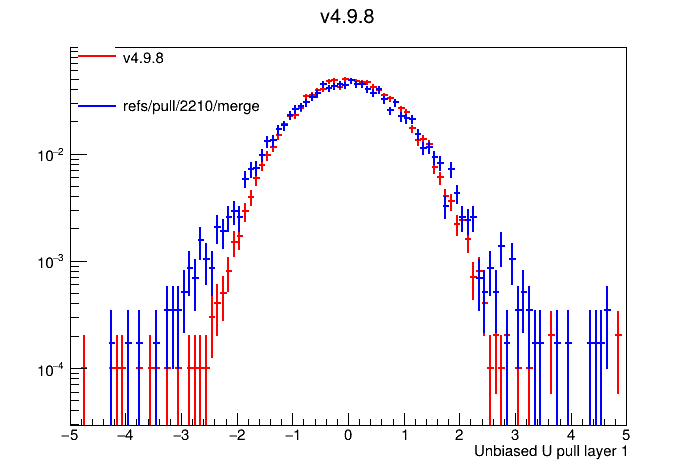 v4.9.8
v4.9.8
refs/pull/2210/merge
10⁻²
10⁻³
10⁻⁴
−5 −4 −3 −2 −1 0 1 2 3 4 5
Unbiased U pull layer 1